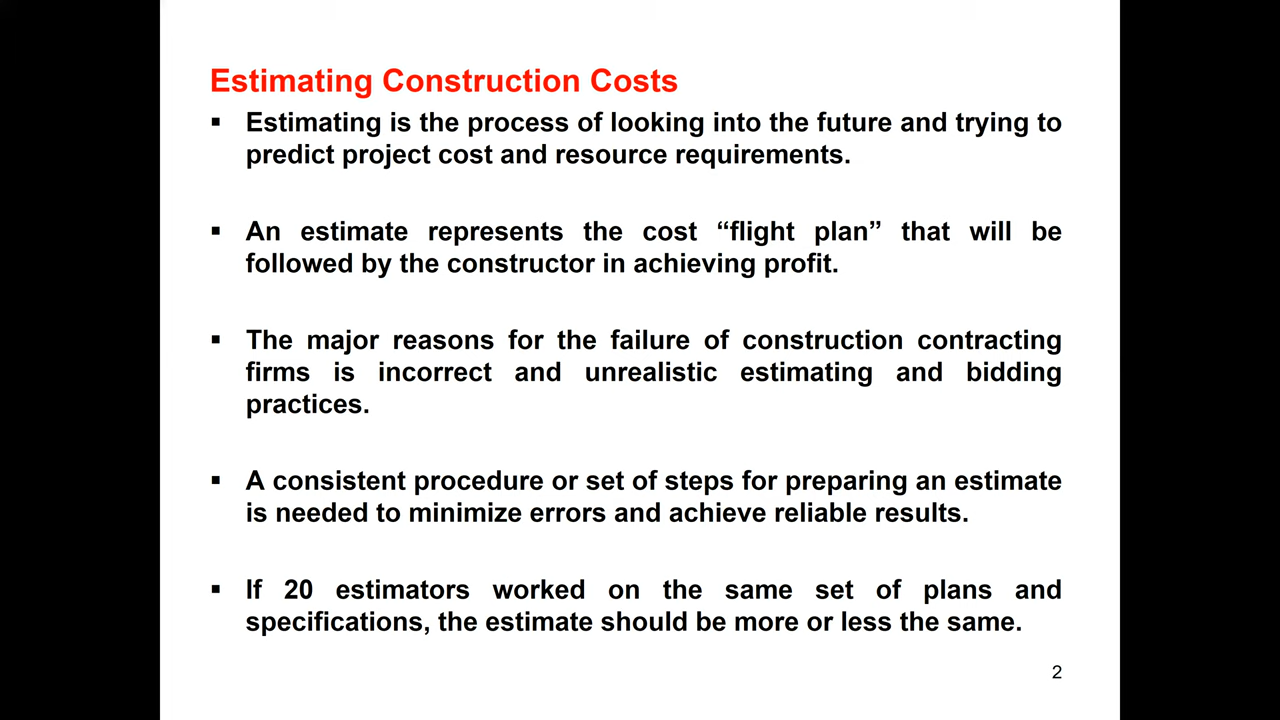 Estimating Construction Costs
▪ Estimating is the process of looking into the future and trying to
predict project cost and resource requirements.
▪ An estimate represents the cost “flight plan” that will be
followed by the constructor in achieving profit.
▪ The major reasons for the failure of construction contracting
firms is incorrect and unrealistic estimating and bidding
practices.
▪ A consistent procedure or set of steps for preparing an estimate
is needed to minimize errors and achieve reliable results.
▪ If 20 estimators worked on the same set of plans and
specifications, the estimate should be more or less the same.
2